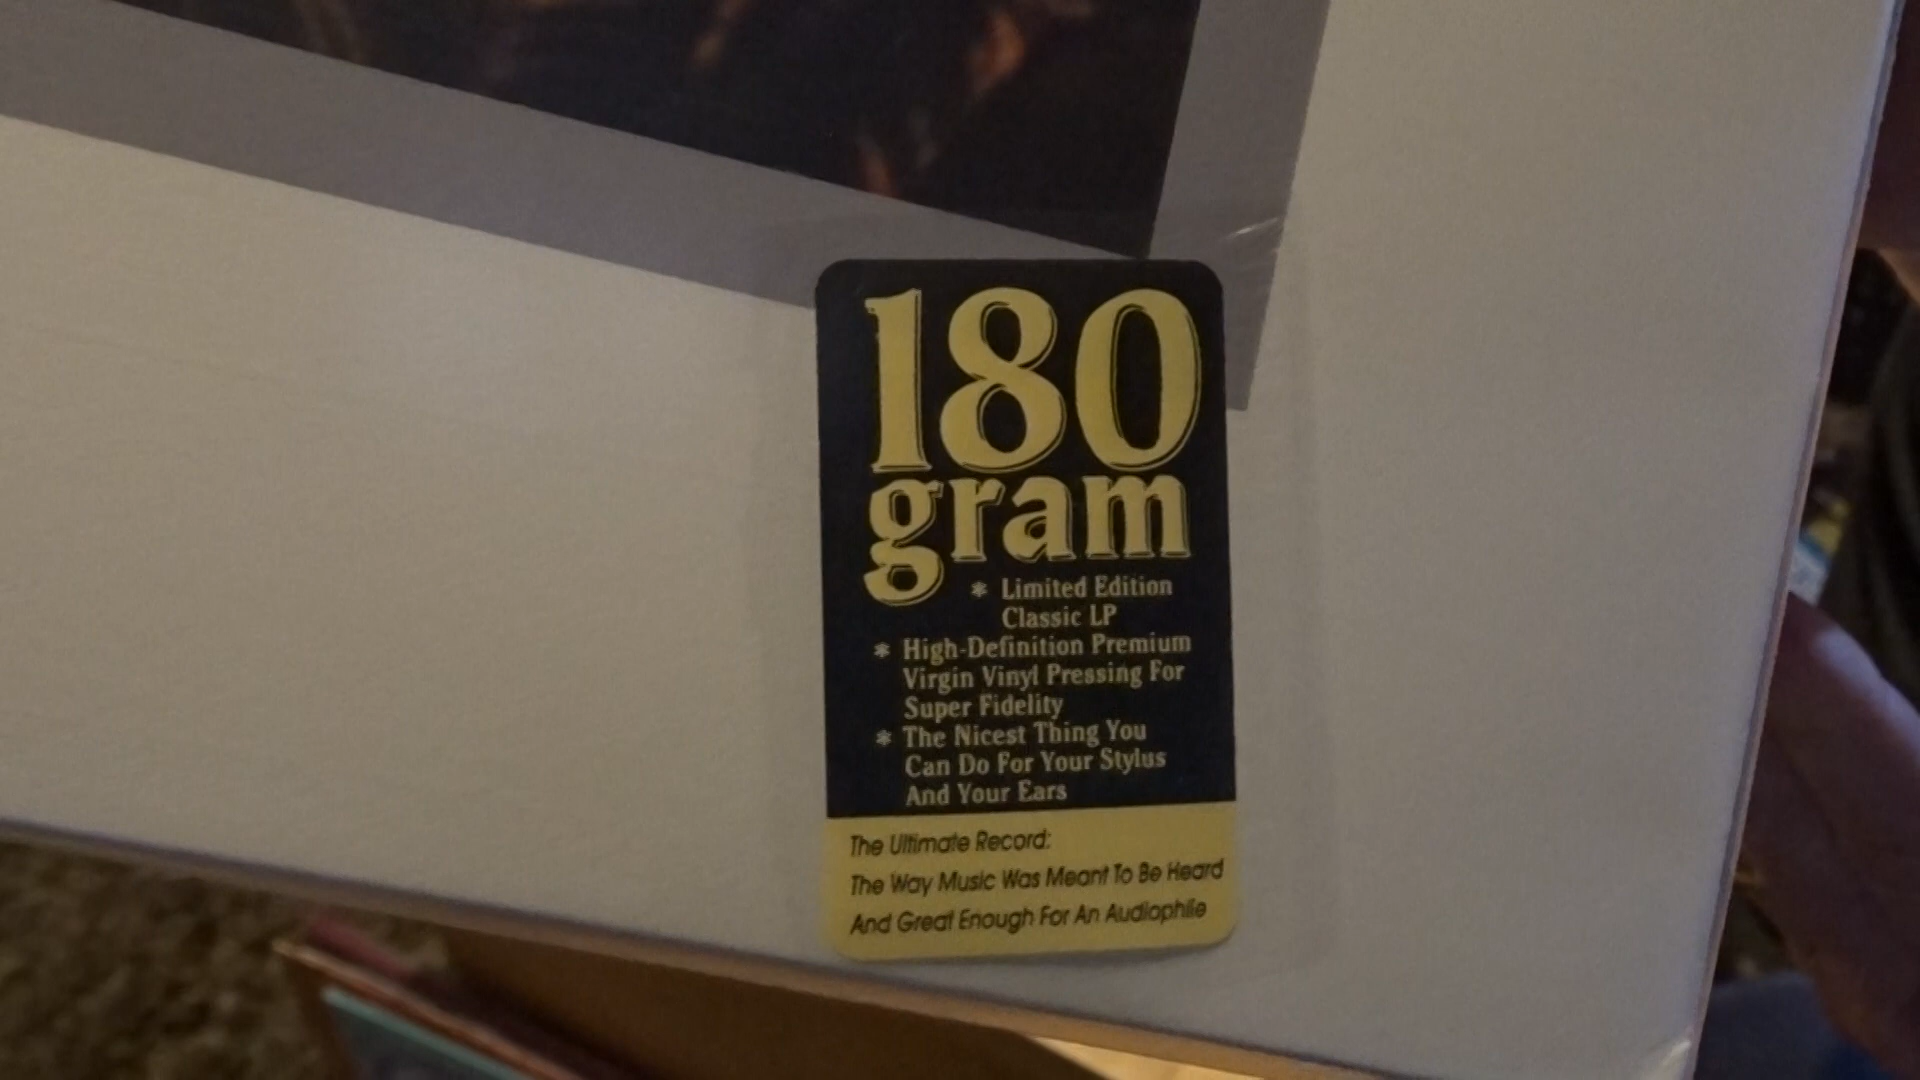 180
gram
* Limited Edition
Classic LP
* High-Definition Premium
Virgin Vinyl Pressing For
Super Fidelity
* The Nicest Thing You
Can Do For Your Stylus
And Your Ears
The Ultimate Record:
The Way Music Was Meant To Be Heard
And Great Enough For An Audiophile